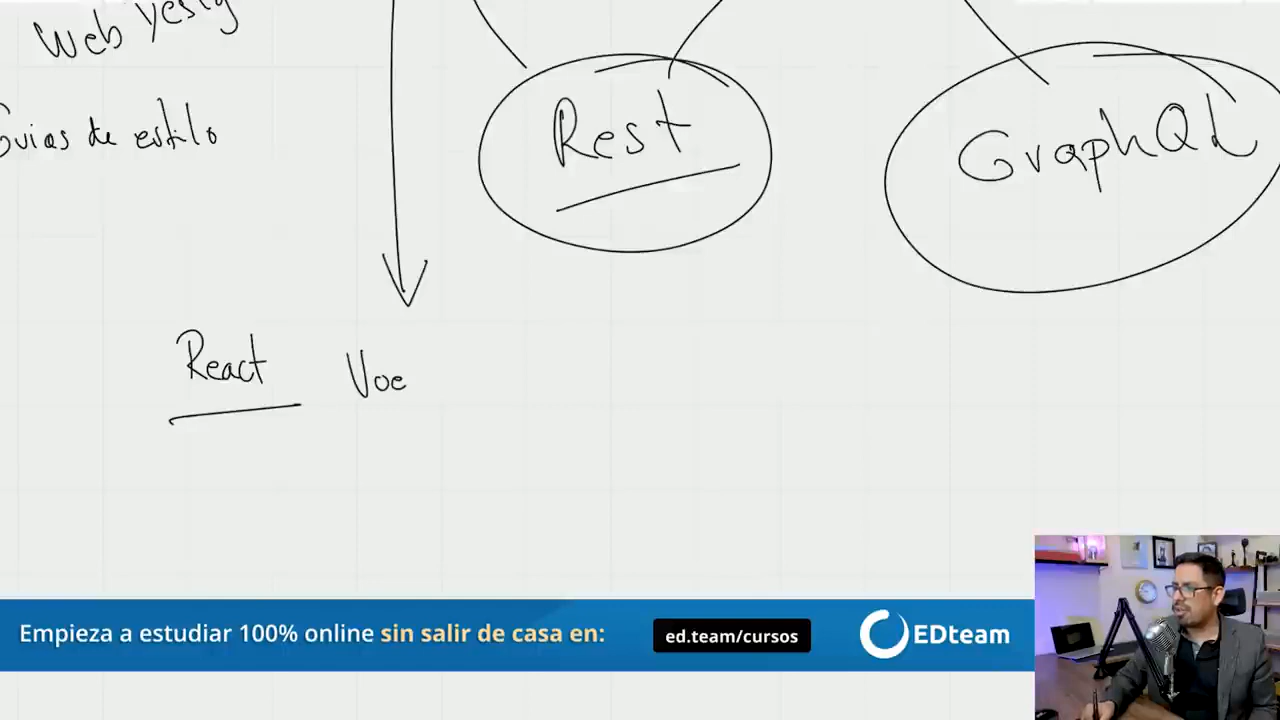 Web
Guias de estilo
Rest
GraphQL
React Vue
Empieza a estudiar 100% online sin salir de casa en: ed.team/cursos EDteam